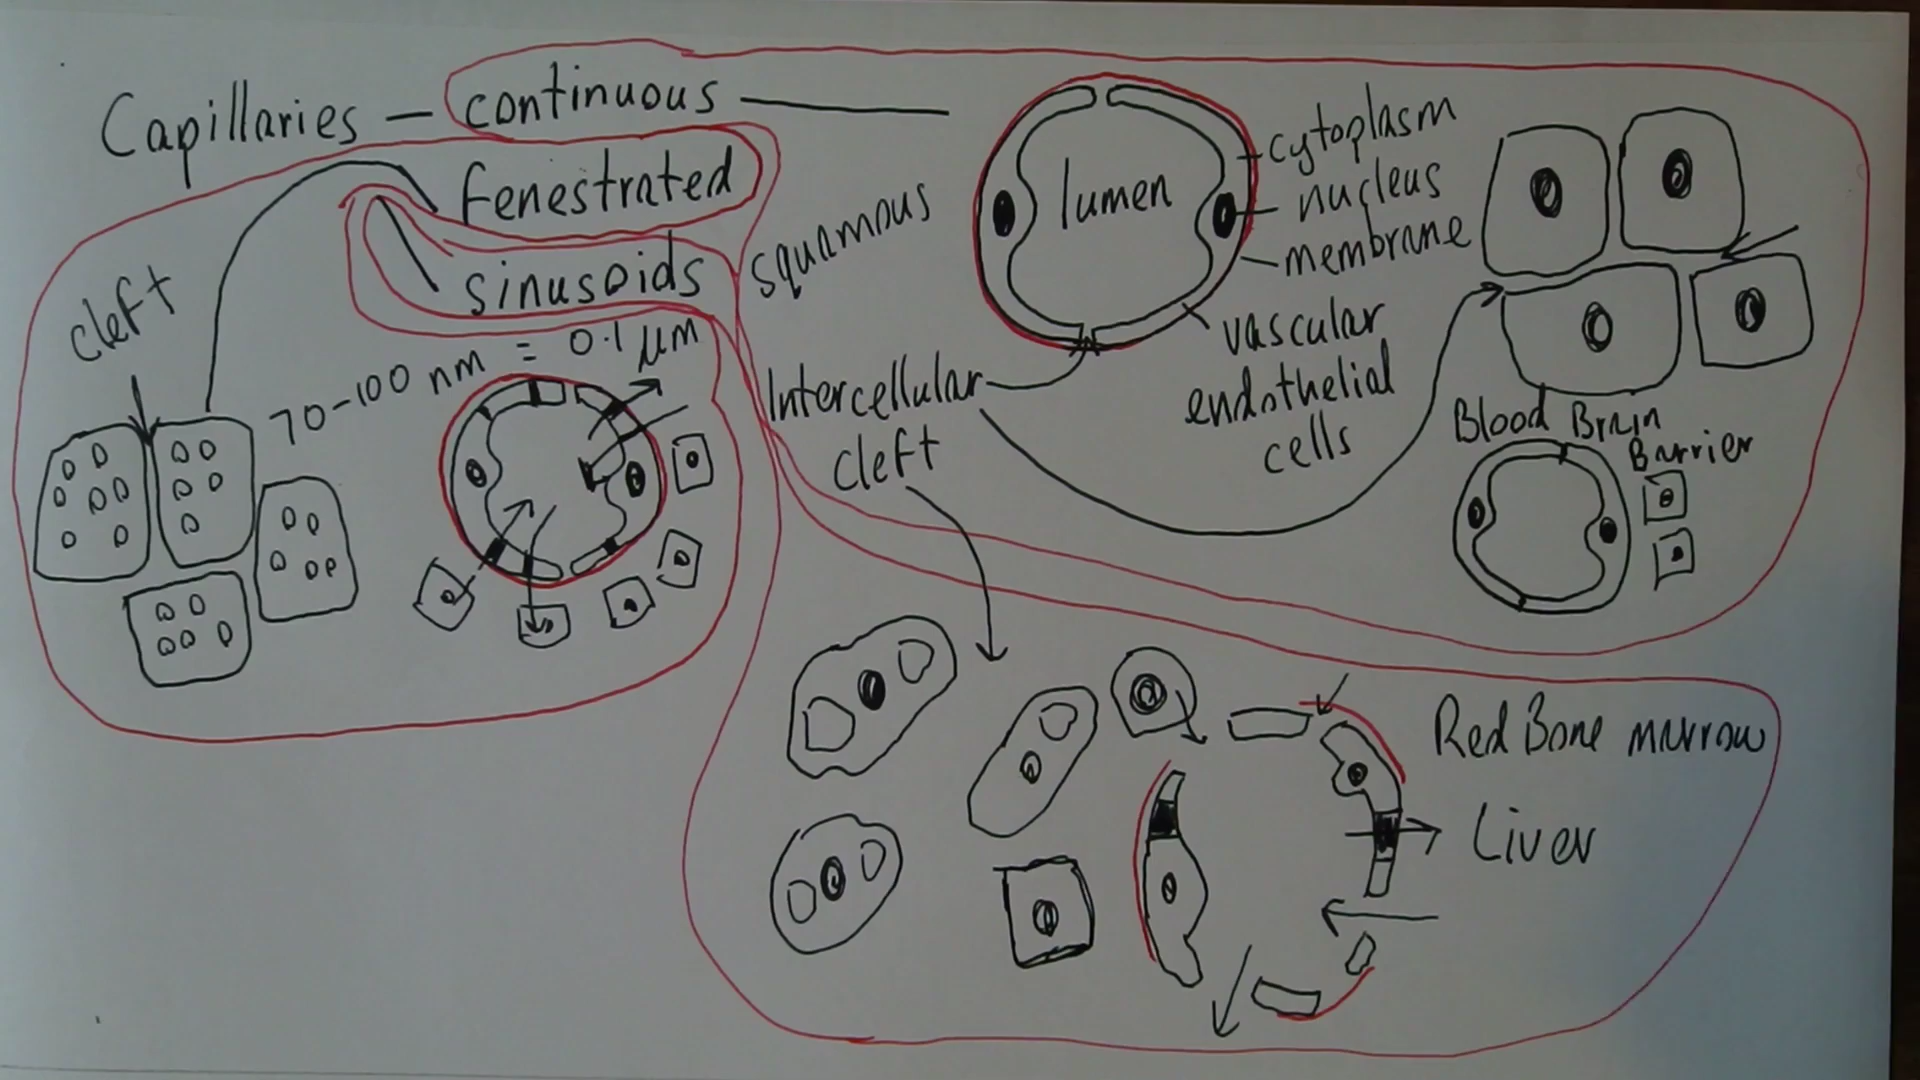 Capillaries – continuous
fenestrated
sinusoids
squamous
lumen
cytoplasm
nucleus
membrane
vascular
endothelial
cells
Intercellular
cleft
cleft
70-100 nm = 0.1 µm
Blood Brain
Barrier
Red Bone marrow
Liver